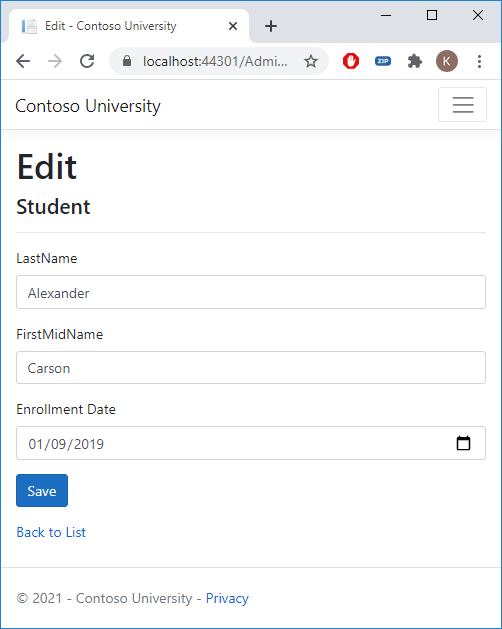 Edit - Contoso University
localhost:44301/Admi...
ZIP
K
Contoso University
Edit
Student
LastName
Alexander
FirstMidName
Carson
Enrollment Date
01/09/2019
Save
Back to List
© 2021 - Contoso University - Privacy